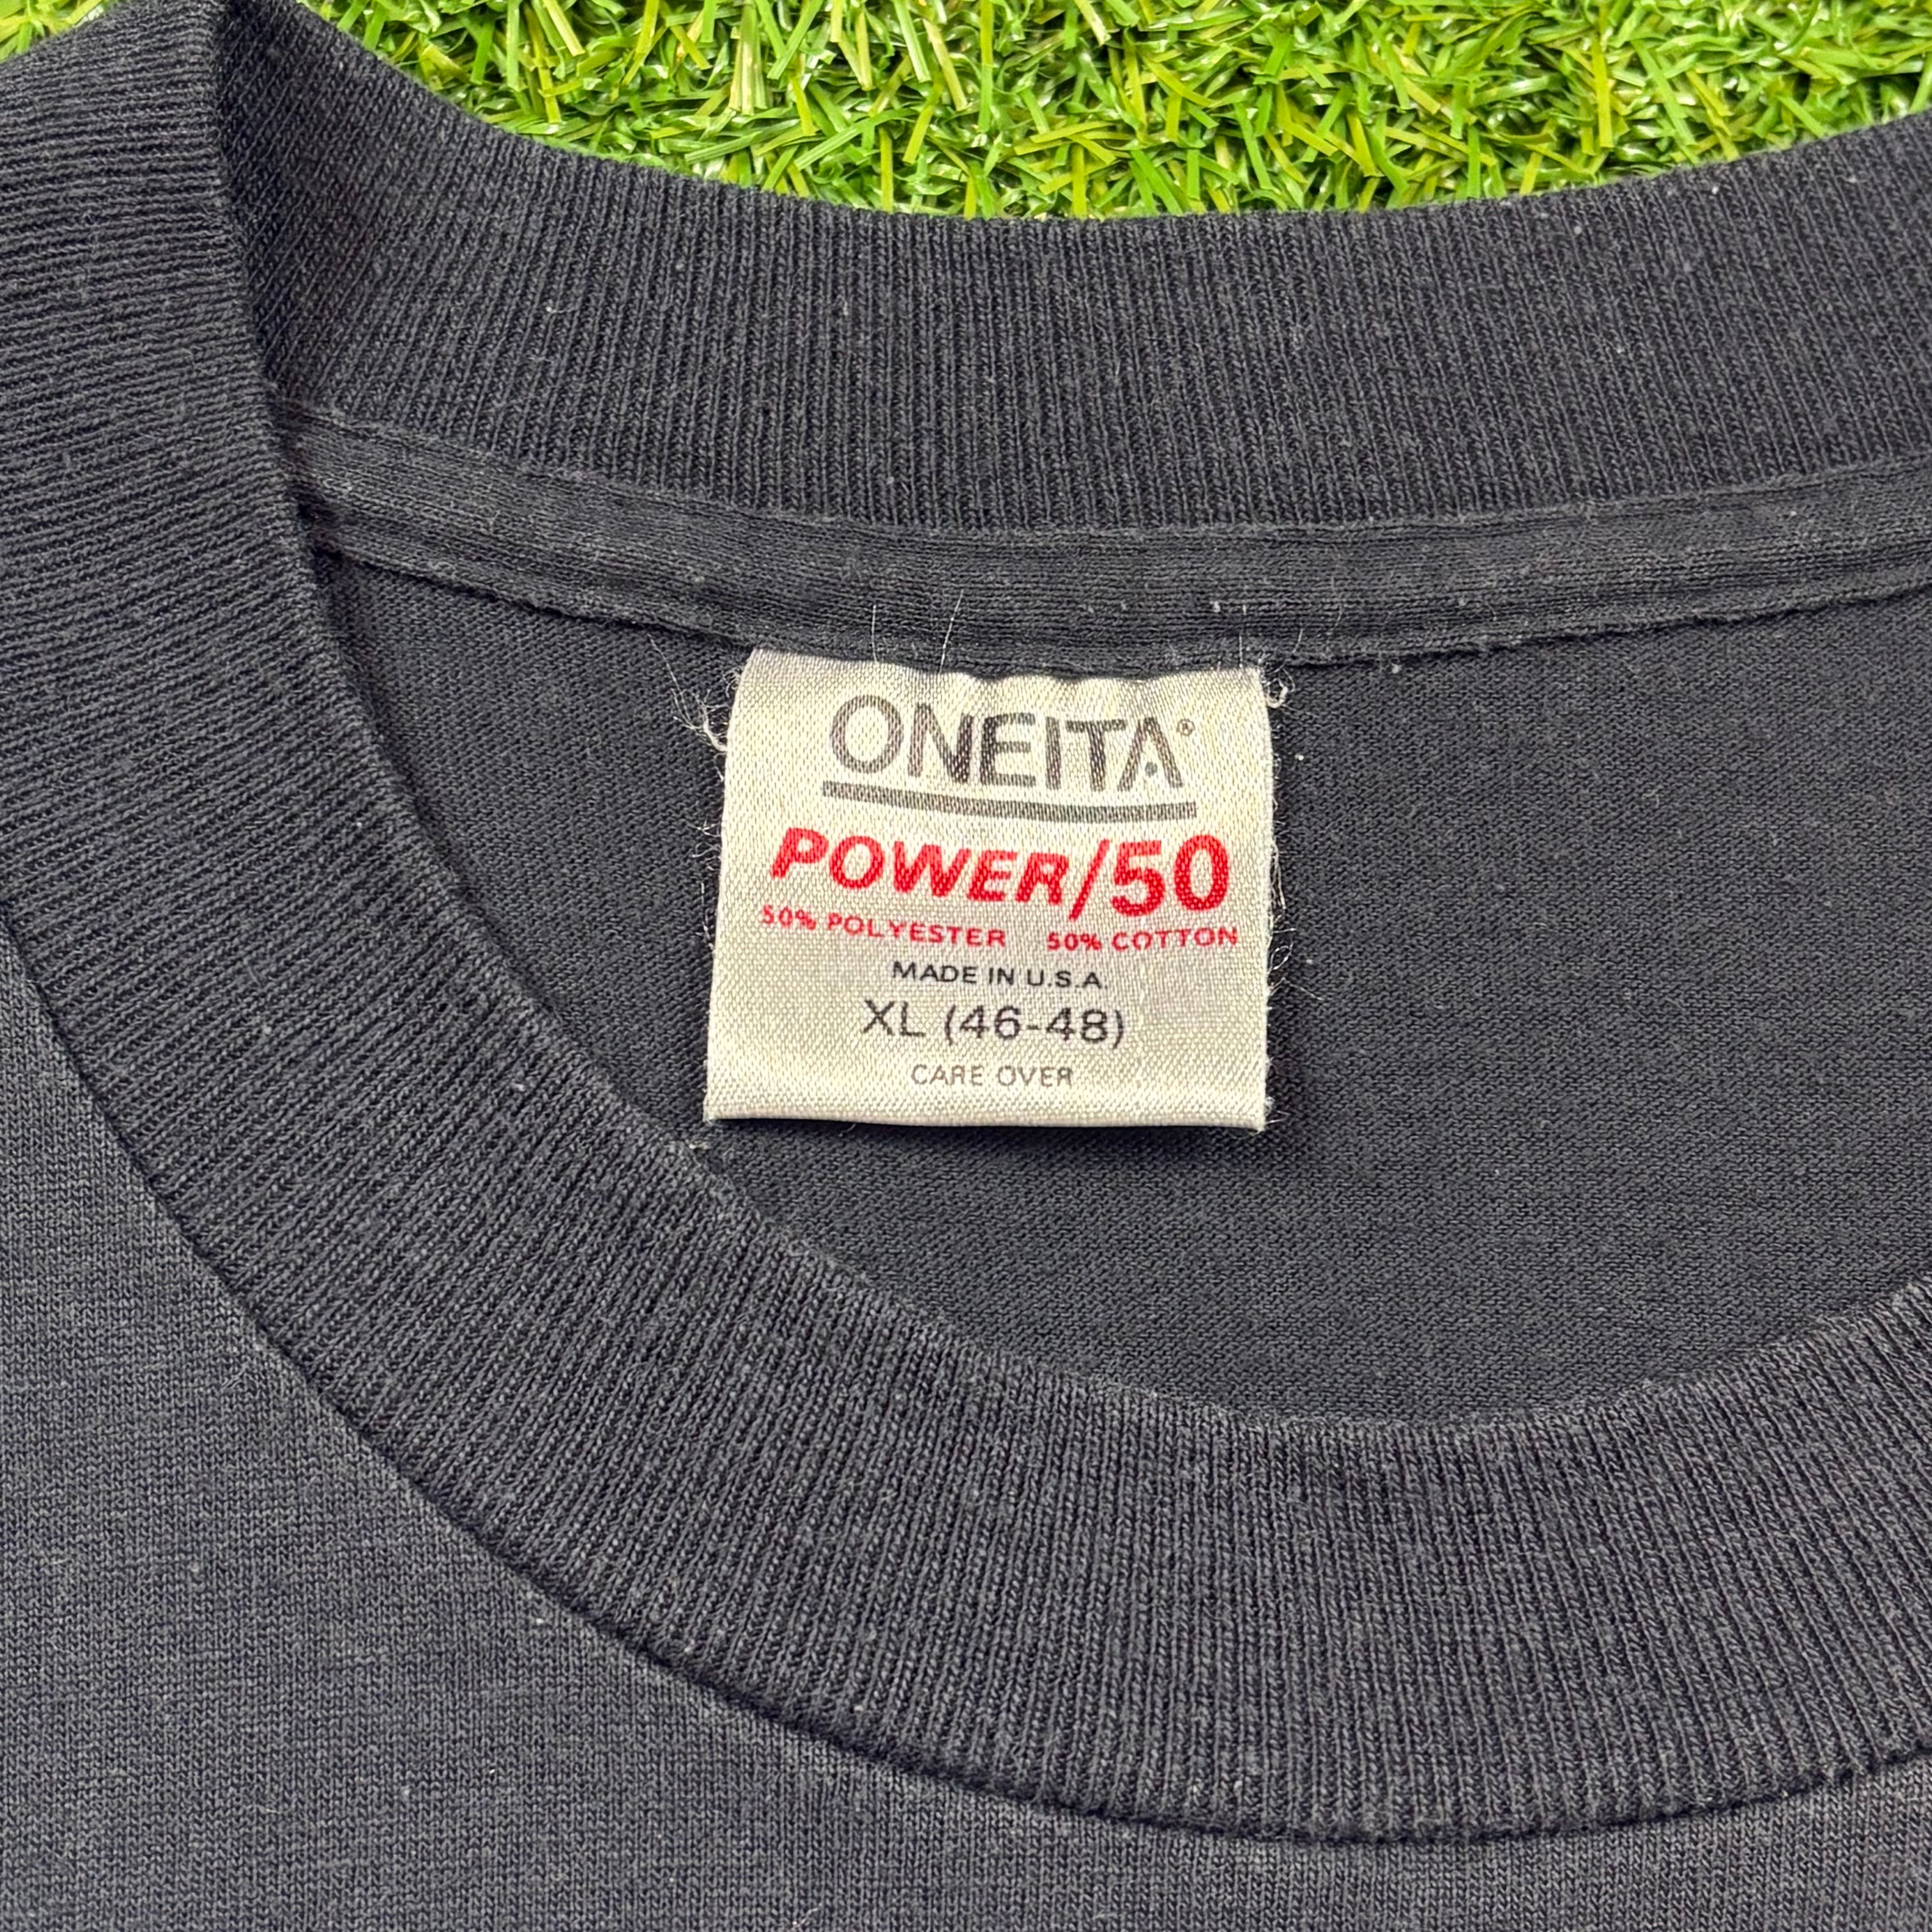 ONEITA®
POWER/50
50% POLYESTER 50% COTTON
MADE IN U.S.A.
XL (46-48)
CARE OVER